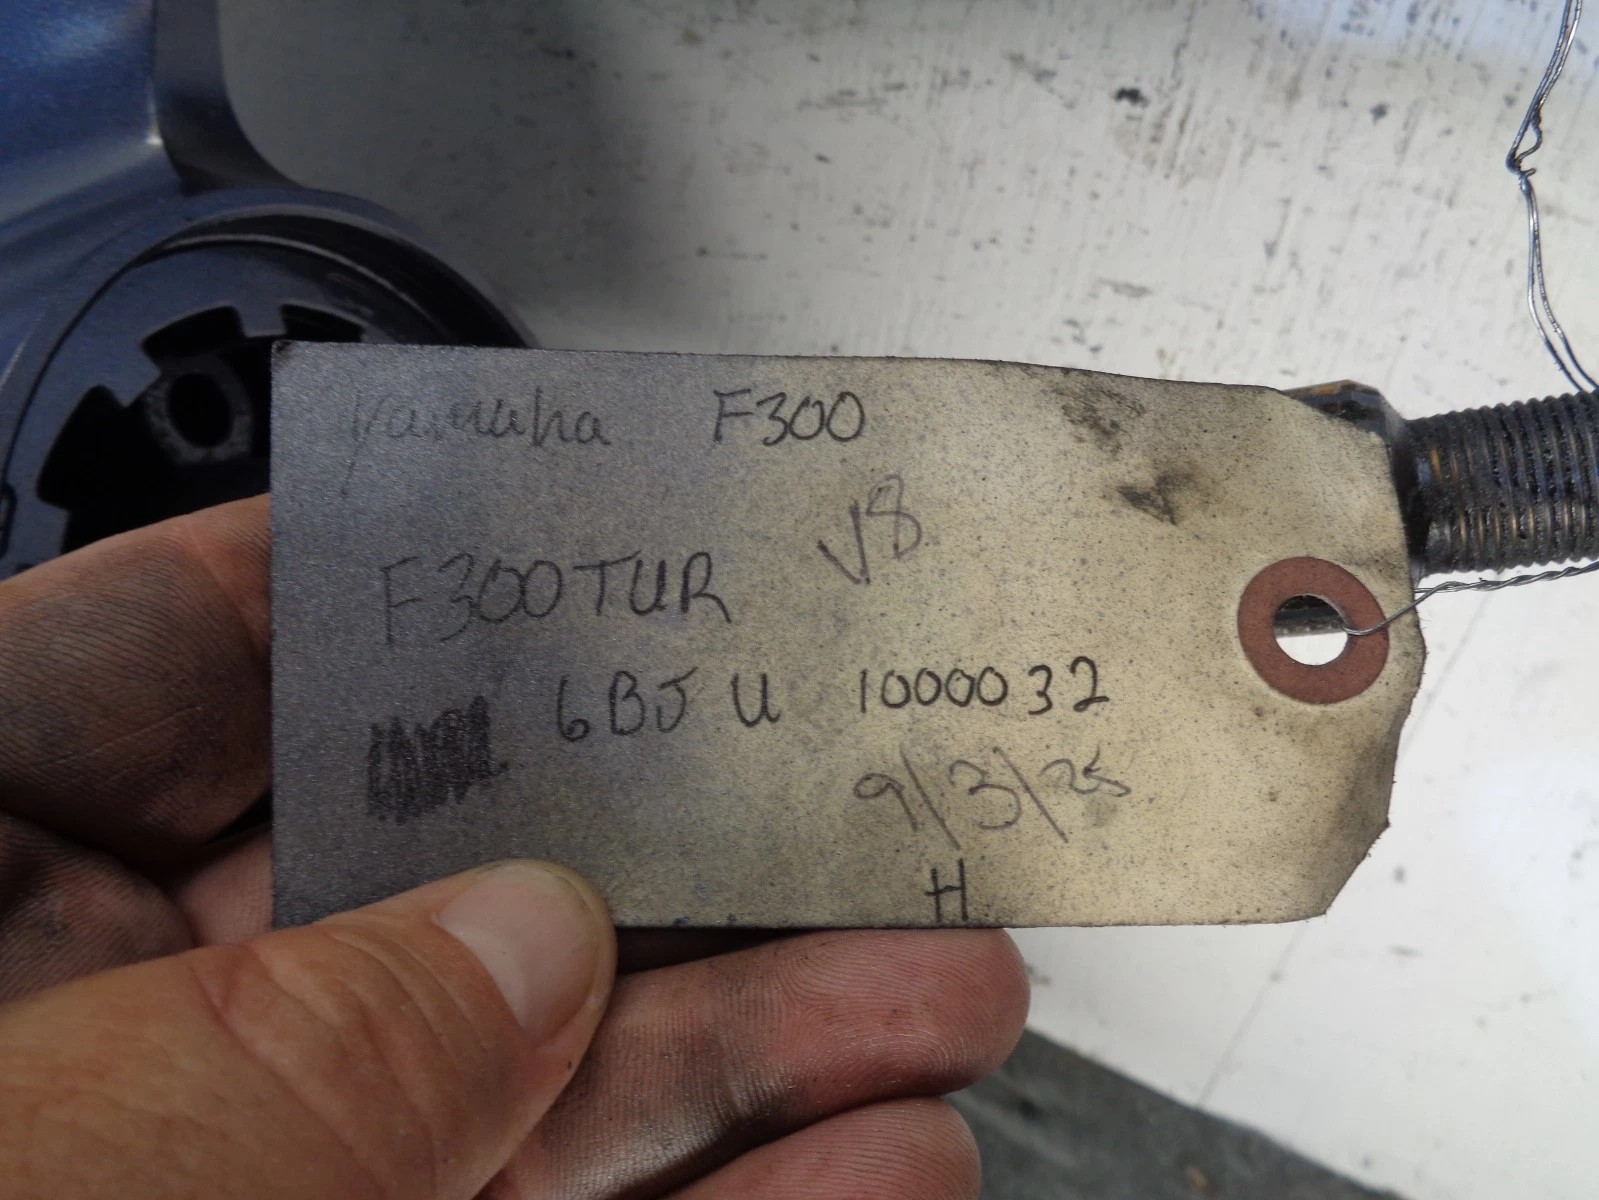 Yamaha F300
V8
F300TUR
6BJ U 1000032
9/3/25
H